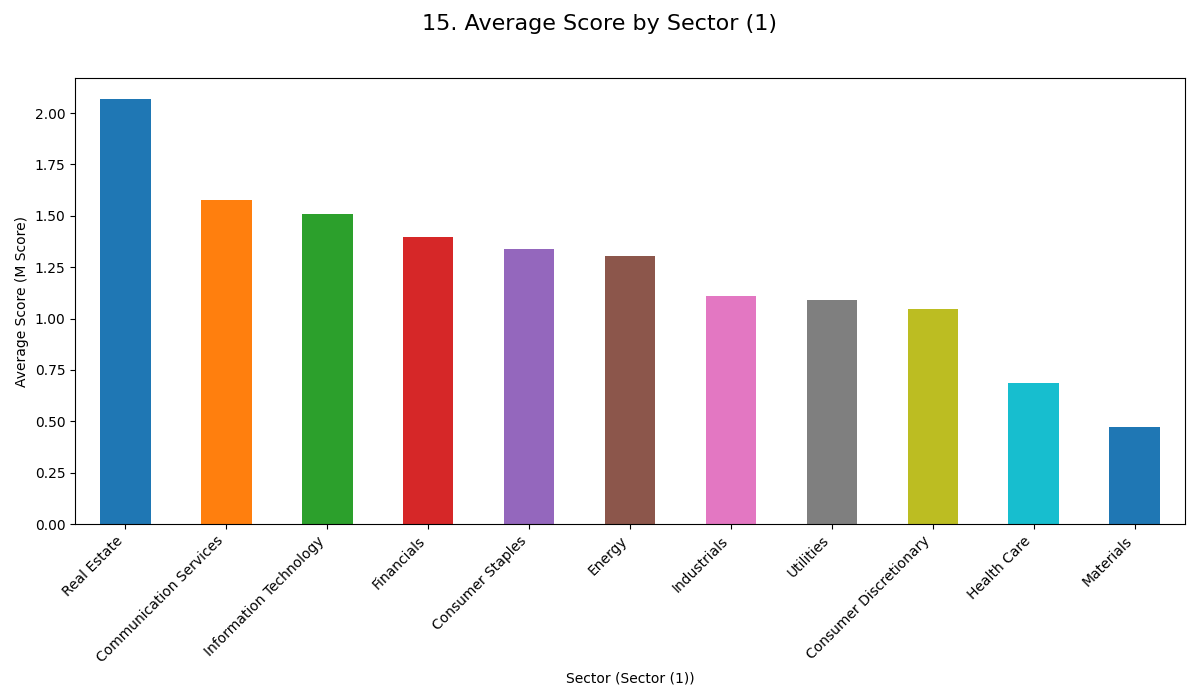 15. Average Score by Sector (1)
Average Score (M Score)
2.00
1.75
1.50
1.25
1.00
0.75
0.50
0.25
0.00
Real Estate
Communication Services
Information Technology
Financials
Consumer Staples
Energy
Industrials
Utilities
Consumer Discretionary
Health Care
Materials
Sector (Sector (1))